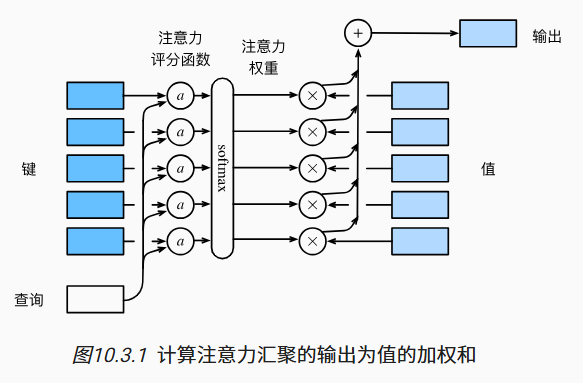 注意力
评分函数
注意力
权重
+
输出
键
a
a
a
a
a
softmax
×
×
×
×
×
值
查询
图10.3.1 计算注意力汇聚的输出为值的加权和